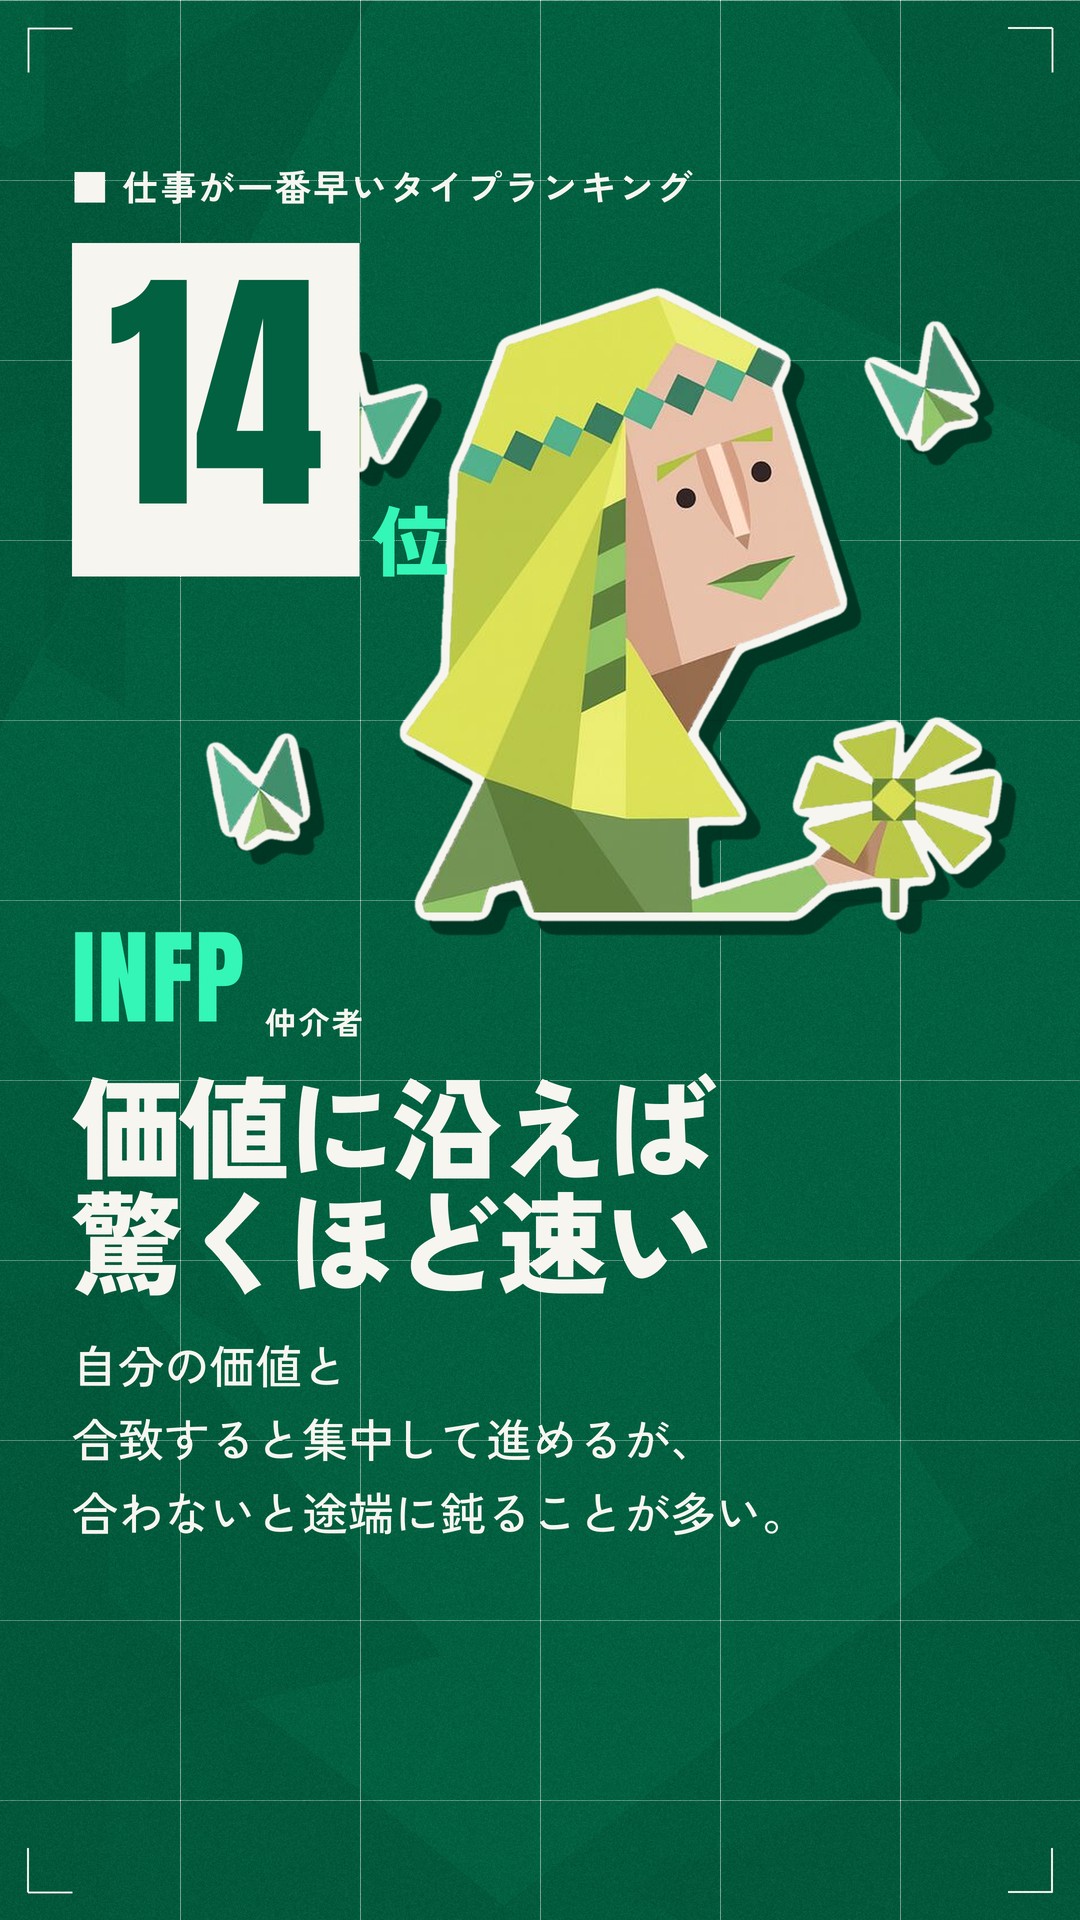 ■ 仕事が一番早いタイプランキング
14位
INFP 仲介者
価値に沿えば
驚くほど速い
自分の価値と
合致すると集中して進めるが、
合わないと途端に鈍ることが多い。